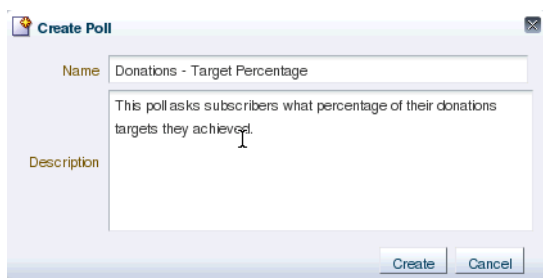 Create Poll
Name Donations - Target Percentage
This poll asks subscribers what percentage of their donations
targets they achieved.
Description
Create Cancel